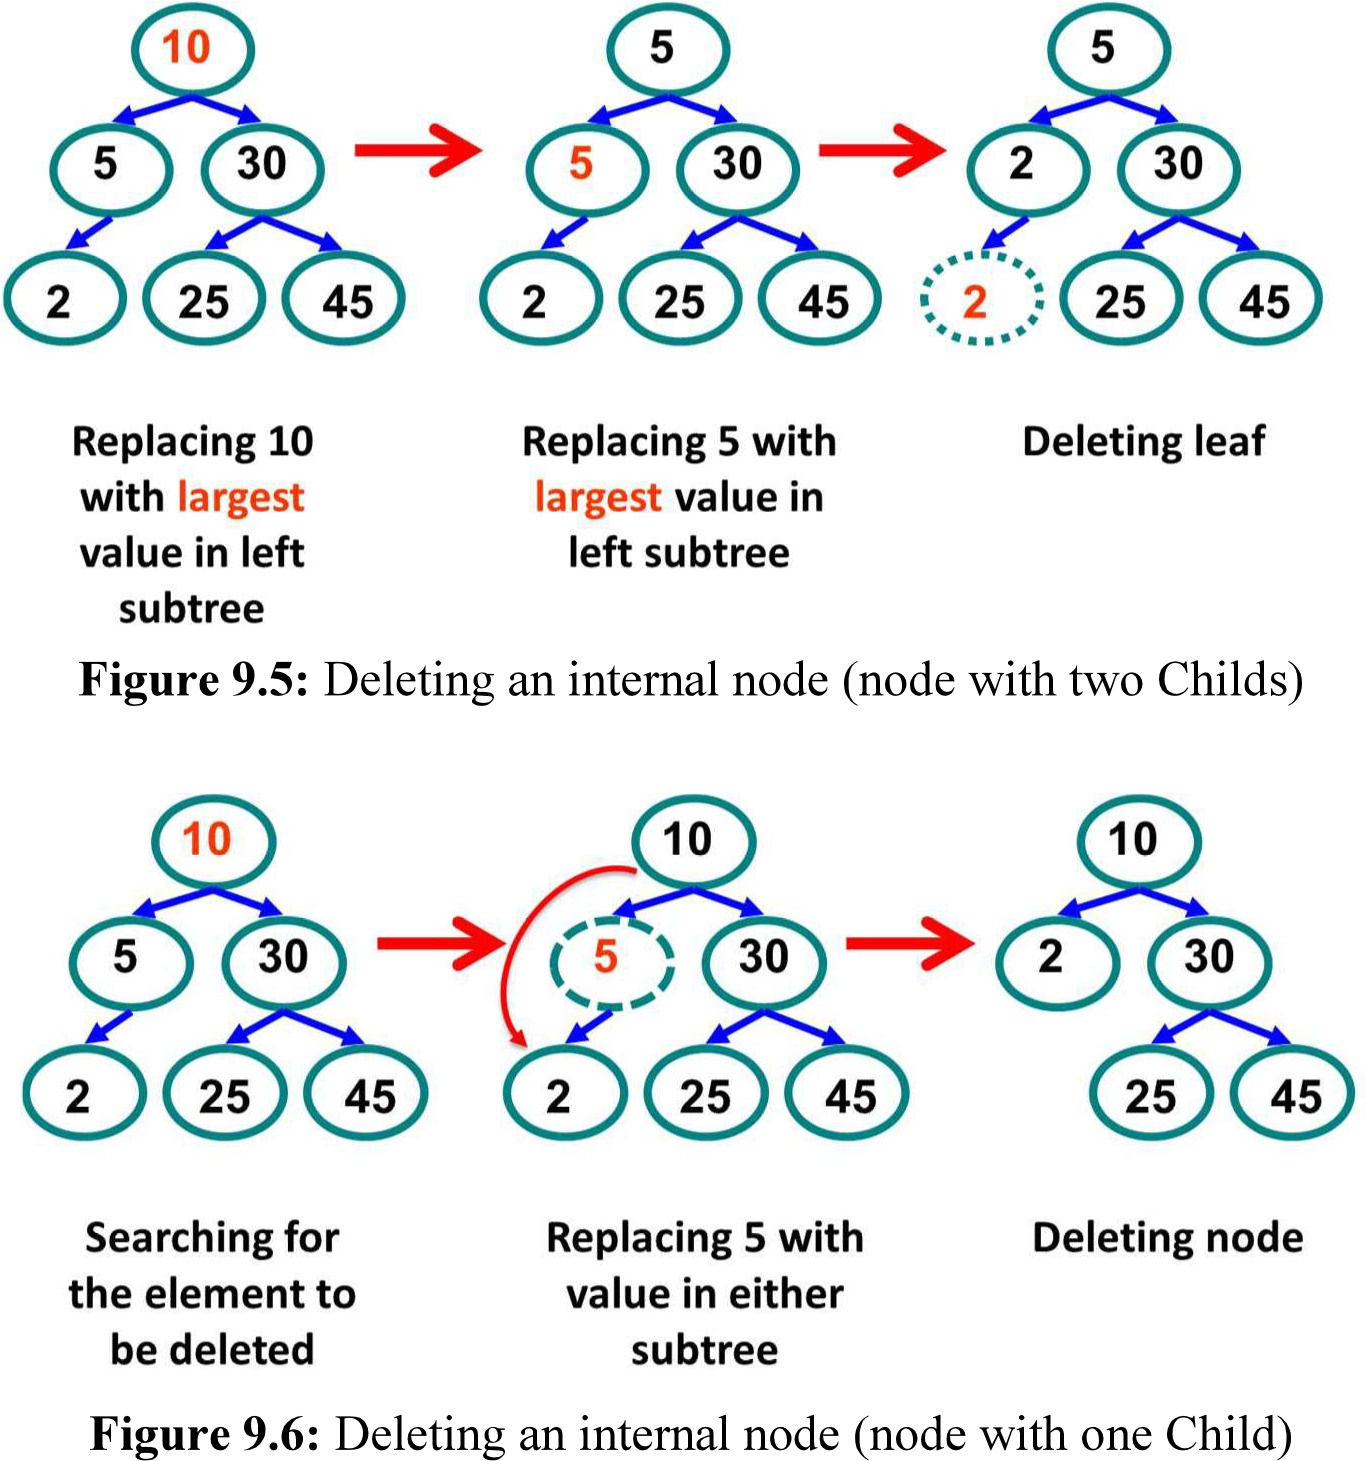 10 5 5
5 30 5 30 2 30
2 25 45 2 25 45 2 25 45
Replacing 10
with largest
value in left
subtree
Replacing 5 with
largest value in
left subtree
Deleting leaf
Figure 9.5: Deleting an internal node (node with two Childs)
10 10 10
5 30 5 30 2 30
2 25 45 2 25 45 25 45
Searching for
the element to
be deleted
Replacing 5 with
value in either
subtree
Deleting node
Figure 9.6: Deleting an internal node (node with one Child)